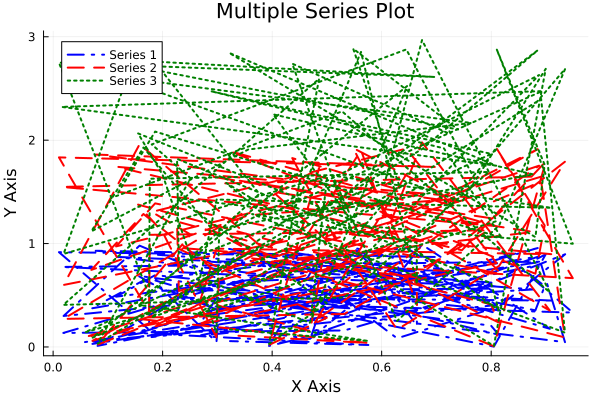 Multiple Series Plot
Series 1
Series 2
Series 3
Y Axis
3
2
1
0
0.0 0.2 0.4 0.6 0.8
X Axis